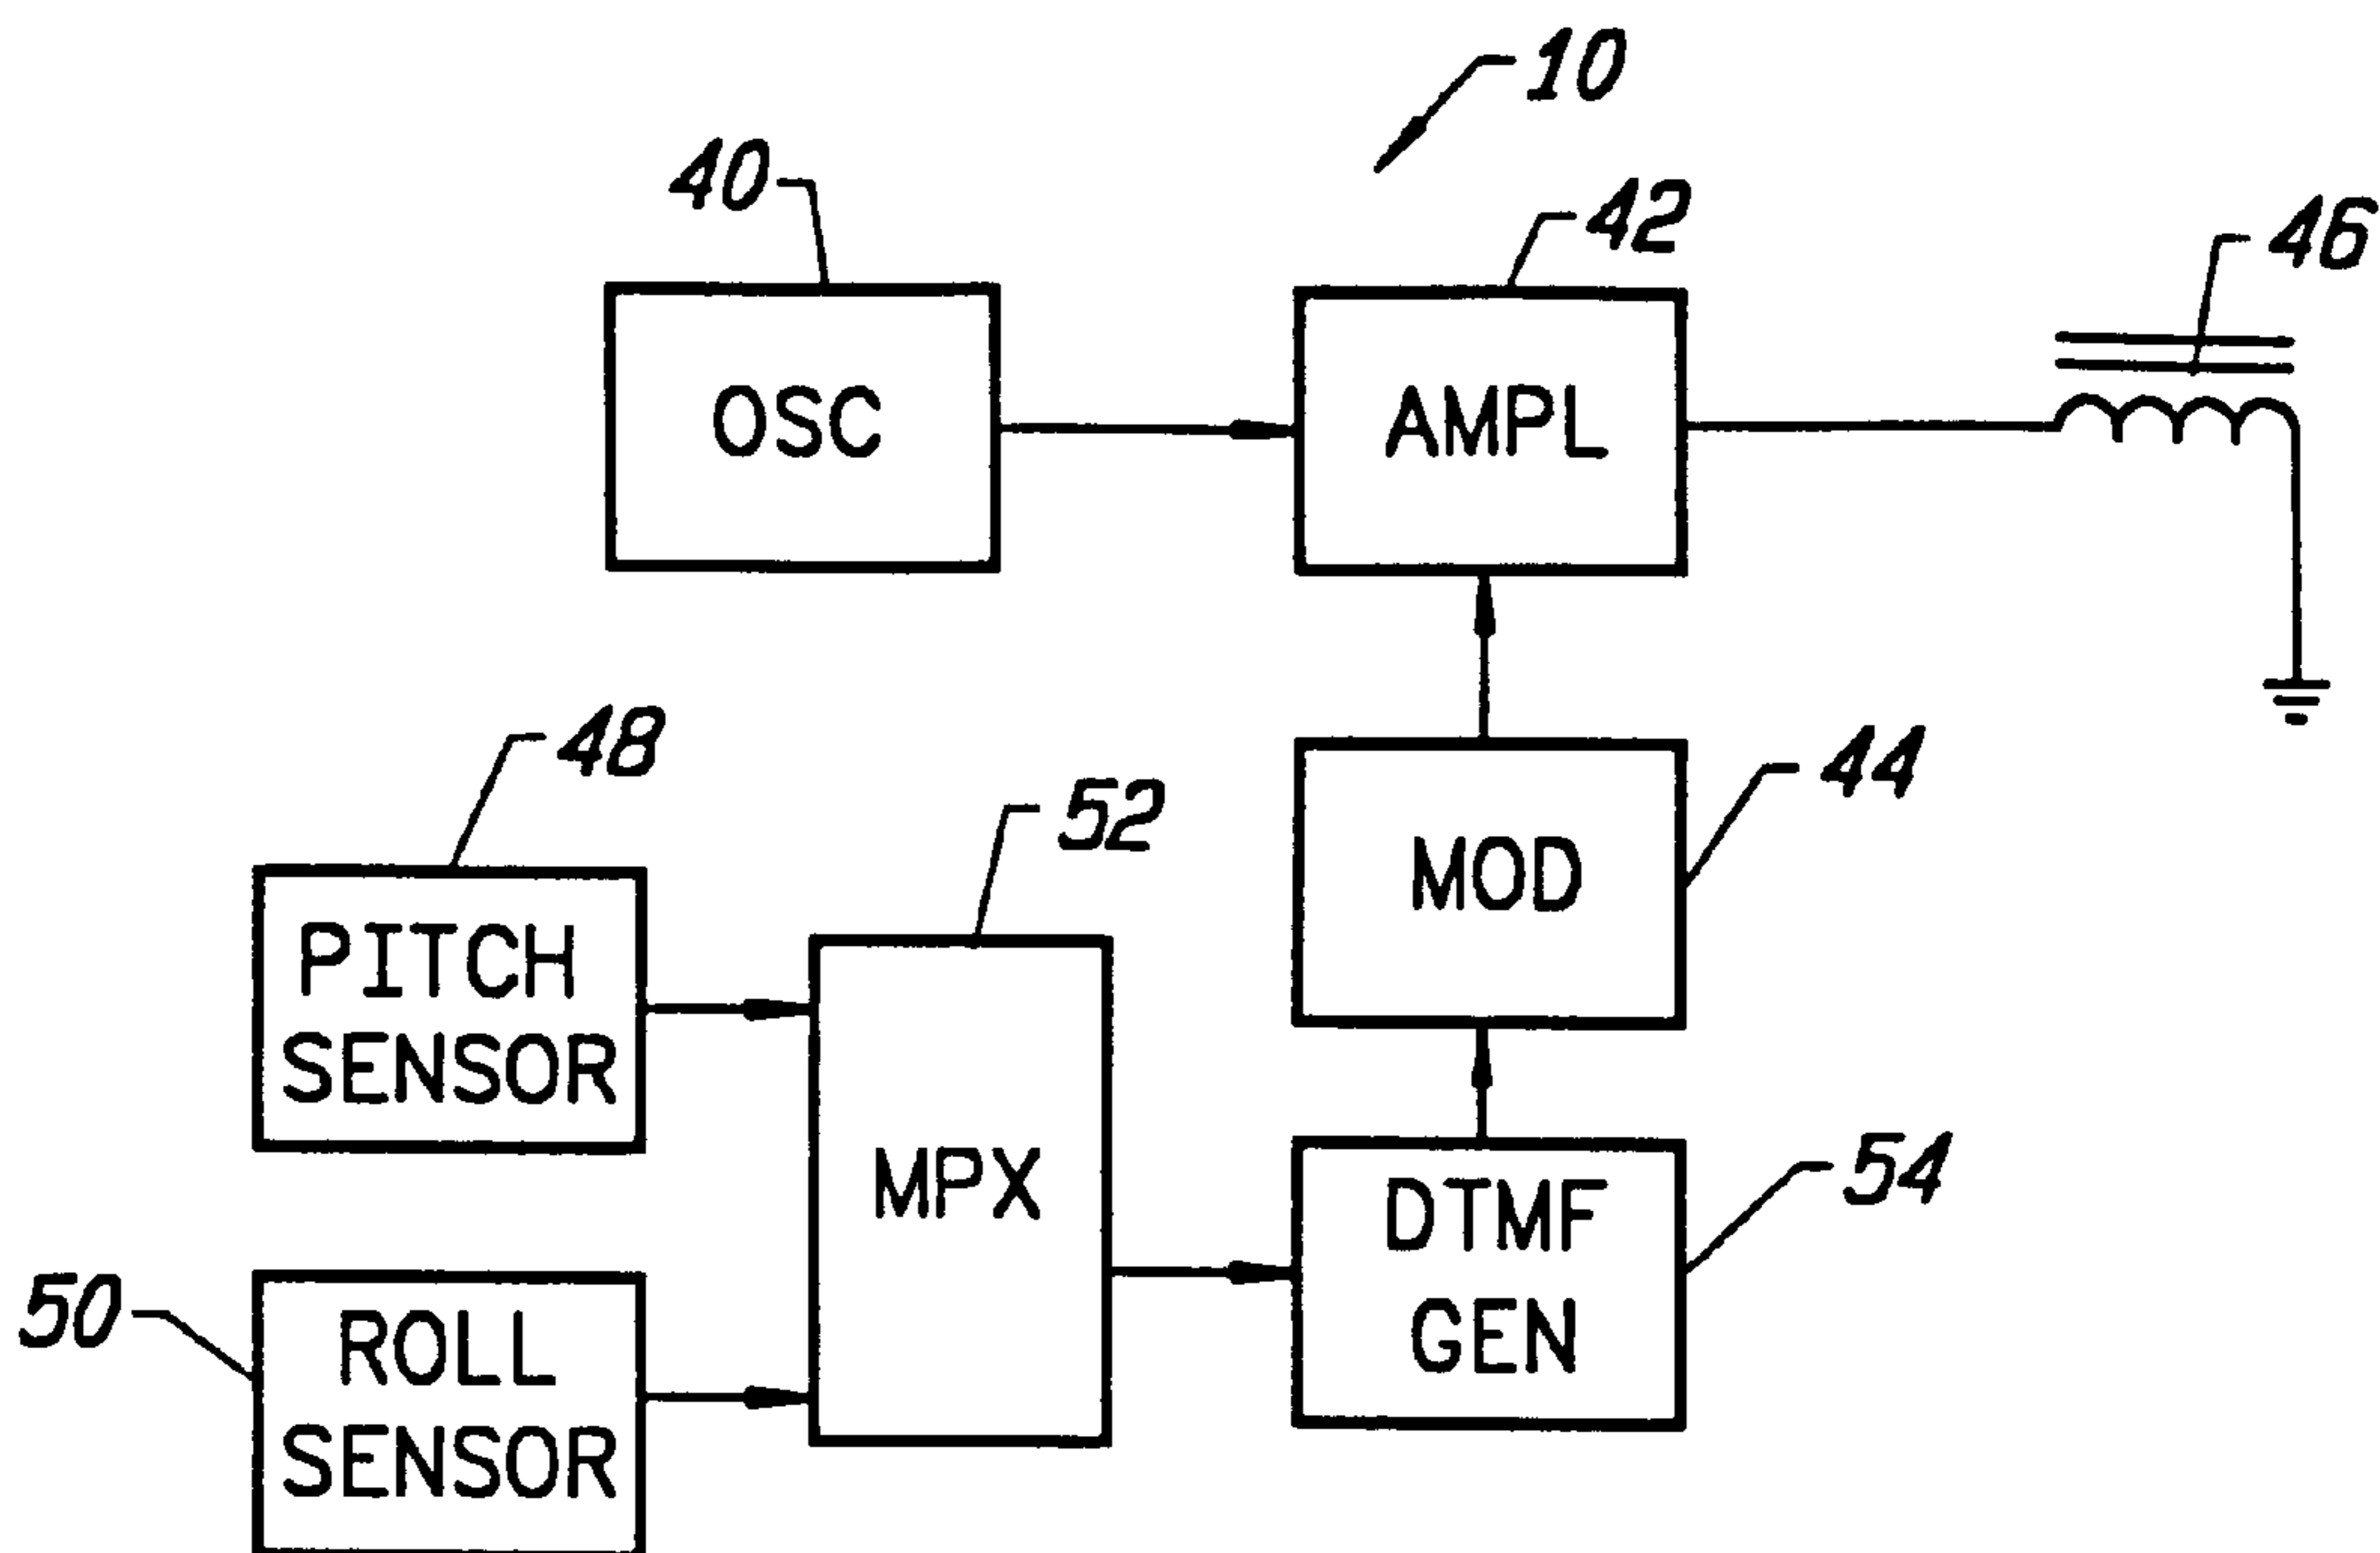 10
40
42
46
OSC
AMPL
48
52
44
PITCH
SENSOR
MOD
MPX
DTMF
GEN
54
50
ROLL
SENSOR